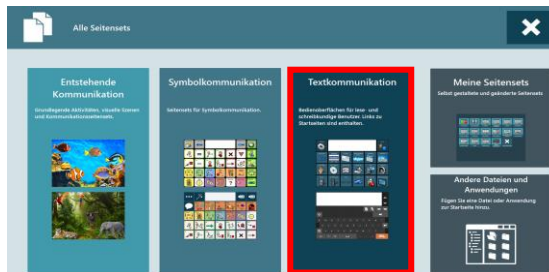 Alle Seitensets
Entstehende
Kommunikation
Grundlegende Aktivitäten, visuelle Szenen
und Kommunikationsseitensets.
Symbolkommunikation
Seitensets für Symbolkommunikation.
Textkommunikation
Bedienoberflächen für lese- und
schreibkundige Benutzer. Links zu
Startseiten sind enthalten.
Meine Seitensets
Selbst gestaltete und geänderte Seitensets
Andere Dateien und
Anwendungen
Fügen Sie eine Datei oder Anwendung
zur Startseite hinzu.